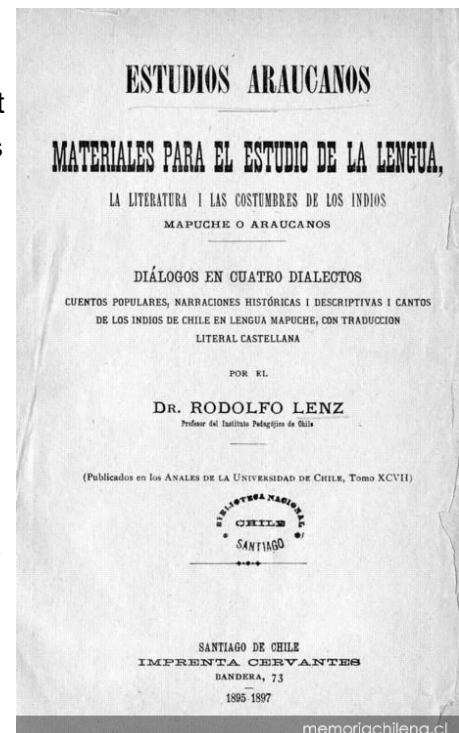 t
s
ESTUDIOS ARAUCANOS
MATERIALES PARA EL ESTUDIO DE LA LENGUA,
LA LITERATURA I LAS COSTUMBRES DE LOS INDIOS
MAPUCHE O ARAUCANOS
DIÁLOGOS EN CUATRO DIALECTOS
CUENTOS POPULARES, NARRACIONES HISTÓRICAS I DESCRIPTIVAS I CANTOS
DE LOS INDIOS DE CHILE EN LENGUA MAPUCHE, CON TRADUCCION
LITERAL CASTELLANA
POR EL
DR. RODOLFO LENZ
Profesor del Instituto Pedagójico de Chile
(Publicados en los ANALES DE LA UNIVERSIDAD DE CHILE, Tomo XCVII)
BIBLIOTECA NACIONAL
CHILE
SANTIAGO
SANTIAGO DE CHILE
IMPRENTA CERVANTES
BANDERA, 73
1895-1897
memoriachilena.cl